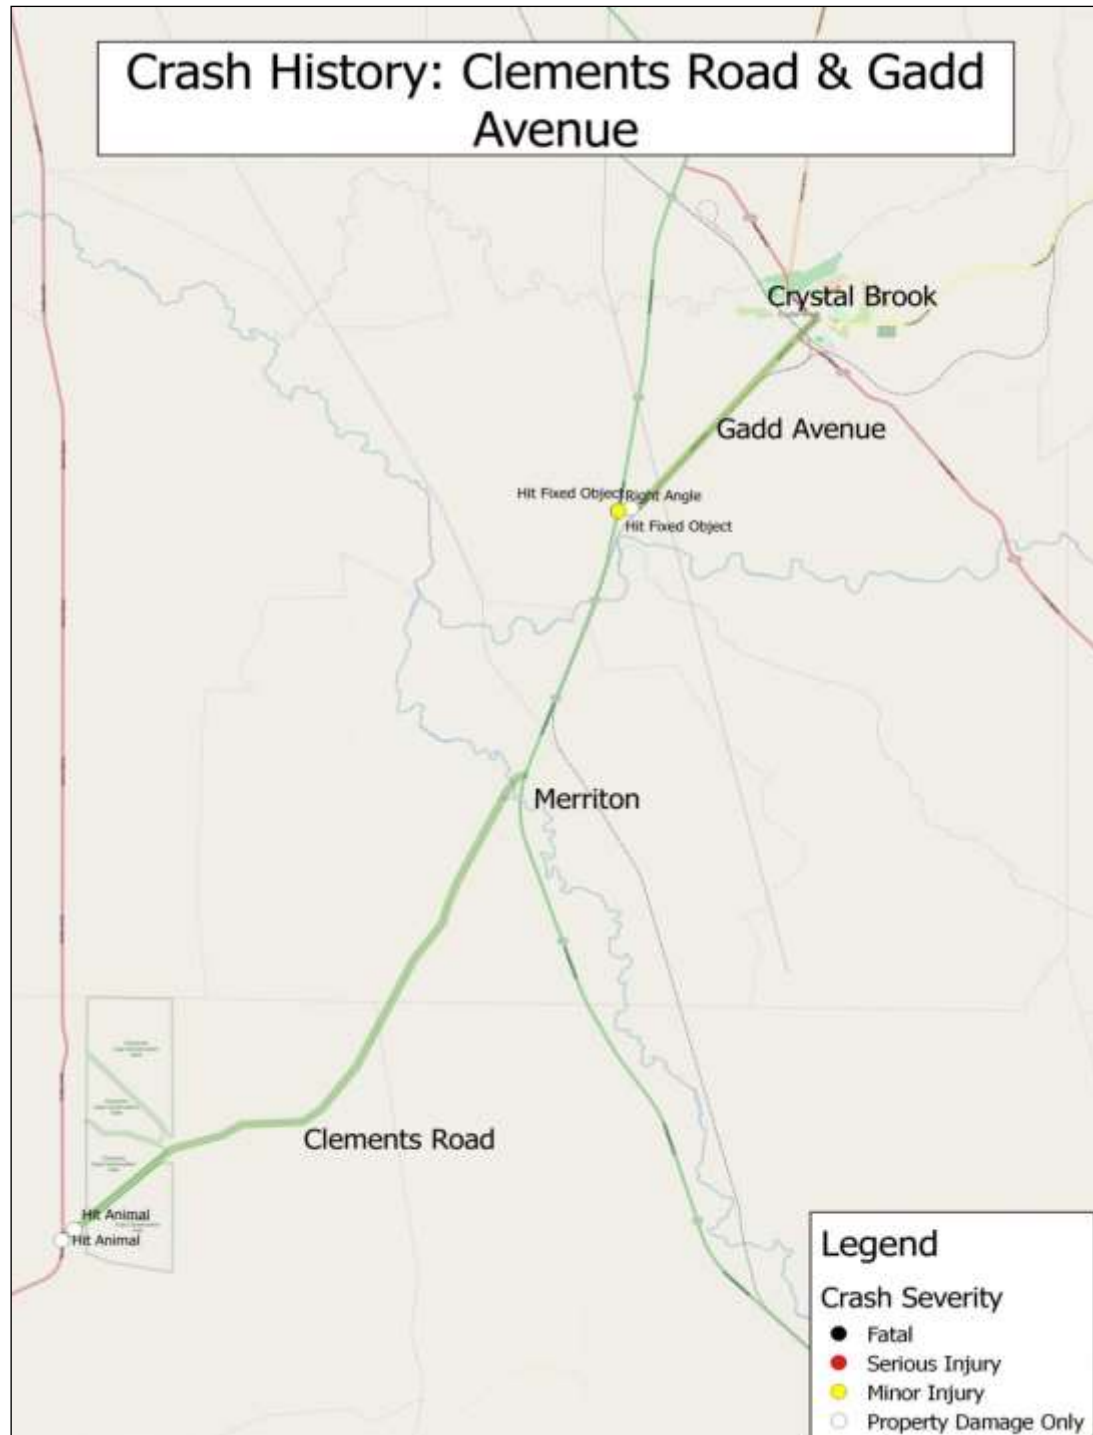 Crash History: Clements Road & Gadd
Avenue
Crystal Brook
Gadd Avenue
Hit Fixed Object
Right Angle
Hit Fixed Object
Merriton
Clements Road
Hit Animal
Hit Animal
Legend
Crash Severity
Fatal
Serious Injury
Minor Injury
Property Damage Only